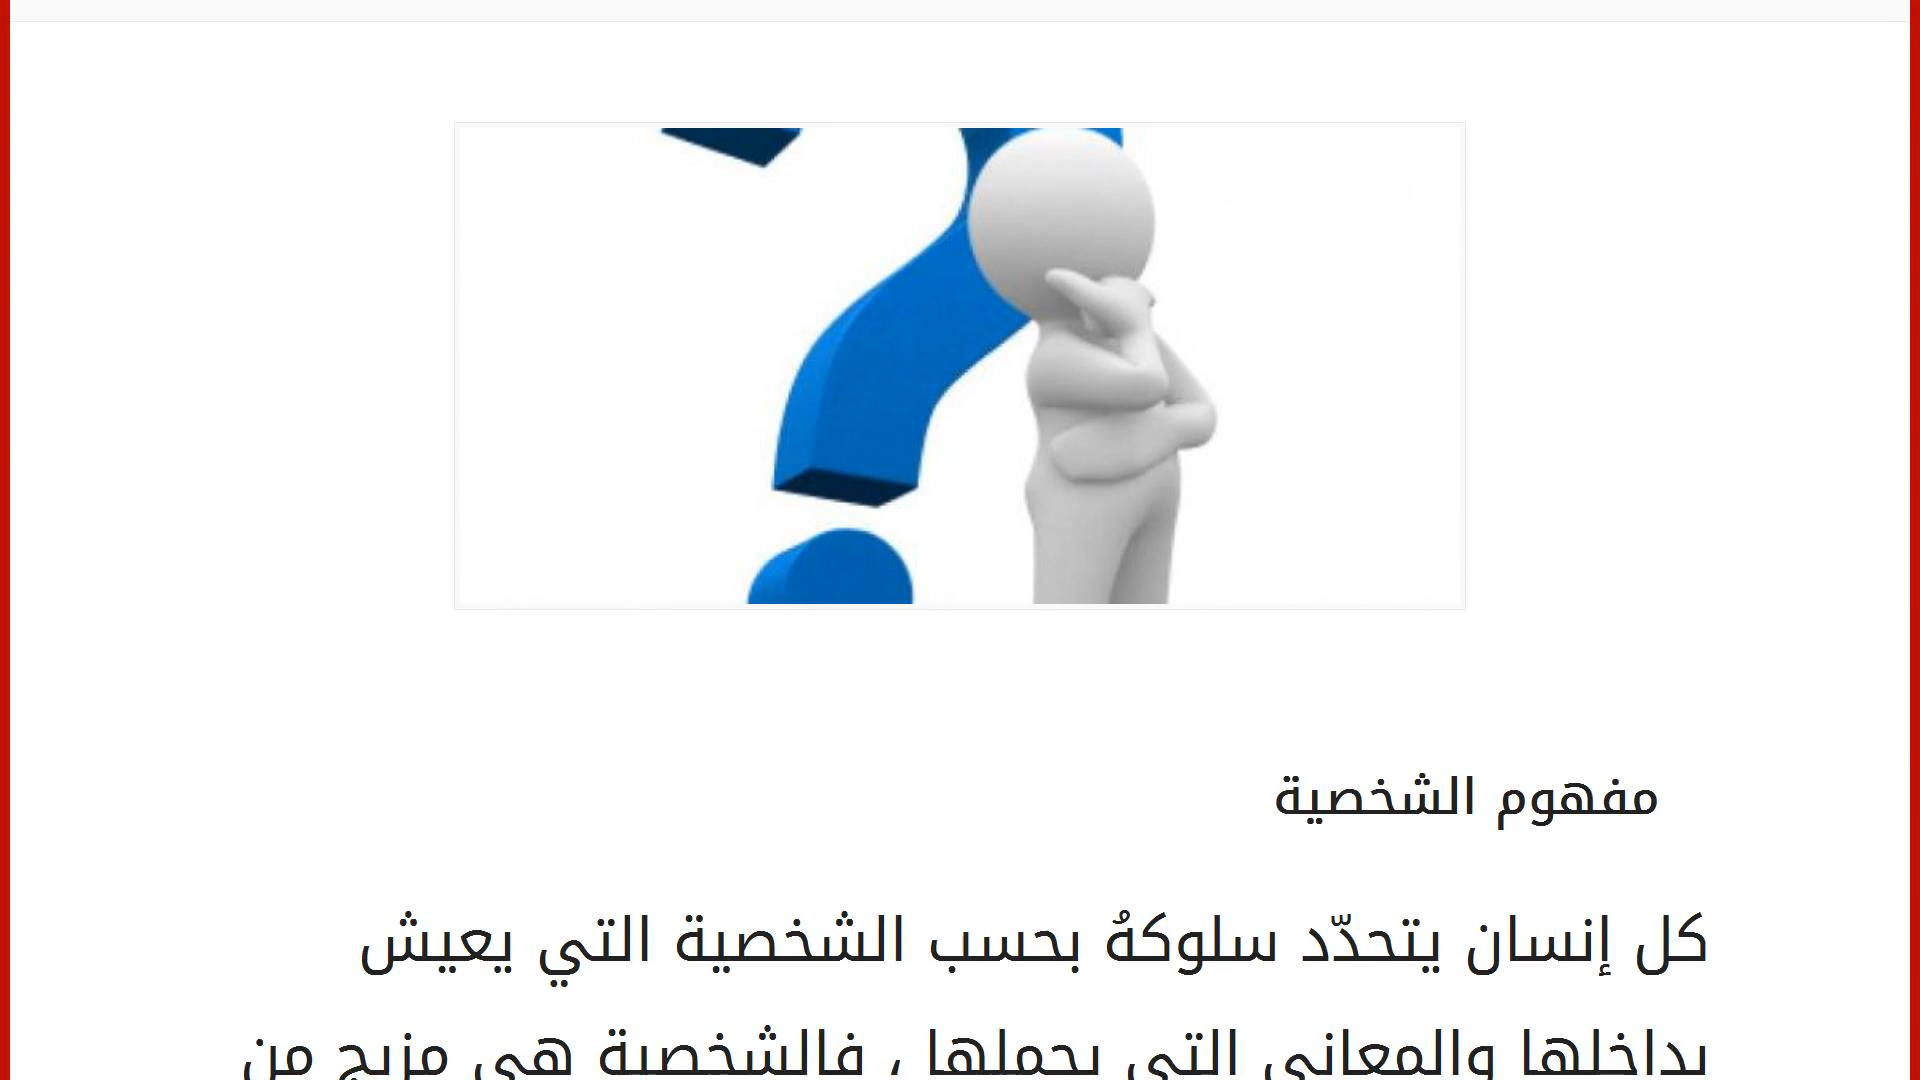 مفهوم الشخصية
كل إنسان يتحدّد سلوكهُ بحسب الشخصية التي يعيش
بداخلها والمعاني التي يحملها ، فالشخصية هي مزيج من